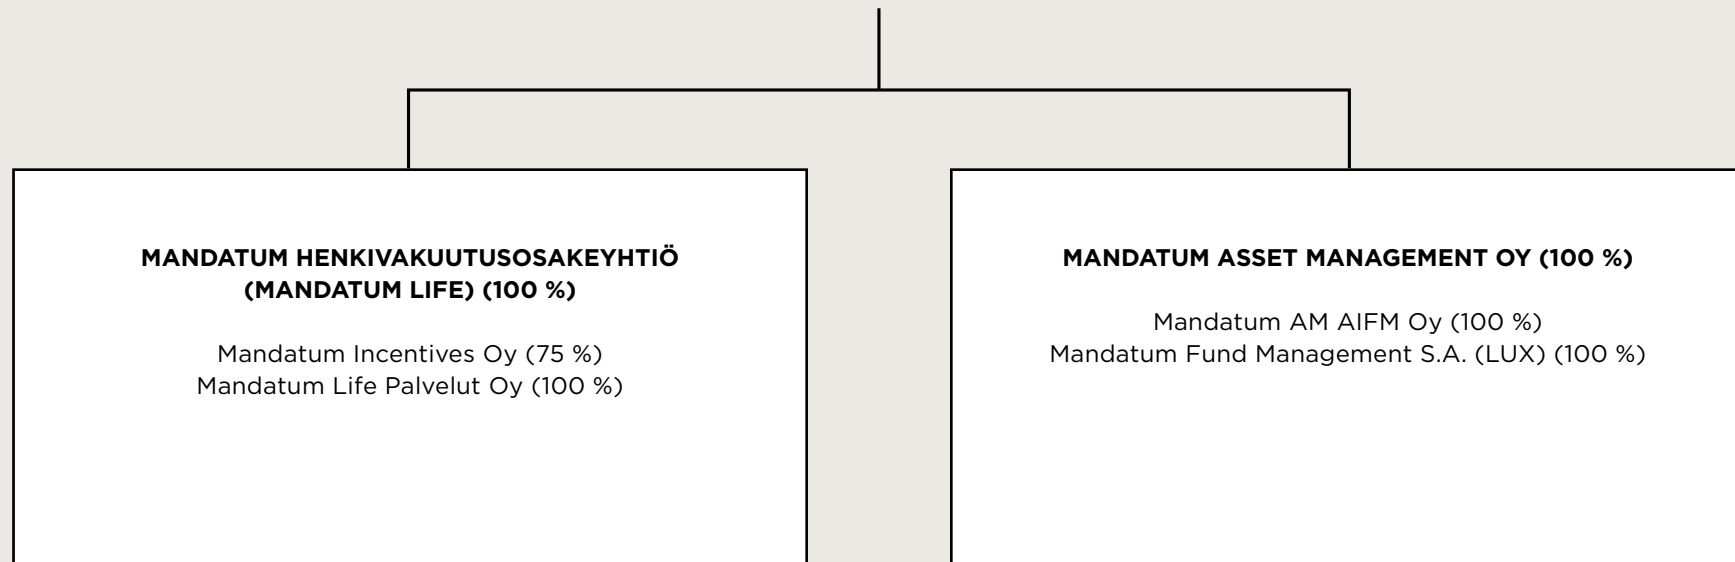 MANDATUM HENKIVAKUUTUSOSAKEYHTIÖ
(MANDATUM LIFE) (100 %)
Mandatum Incentives Oy (75 %)
Mandatum Life Palvelut Oy (100 %)
MANDATUM ASSET MANAGEMENT OY (100 %)
Mandatum AM AIFM Oy (100 %)
Mandatum Fund Management S.A. (LUX) (100 %)